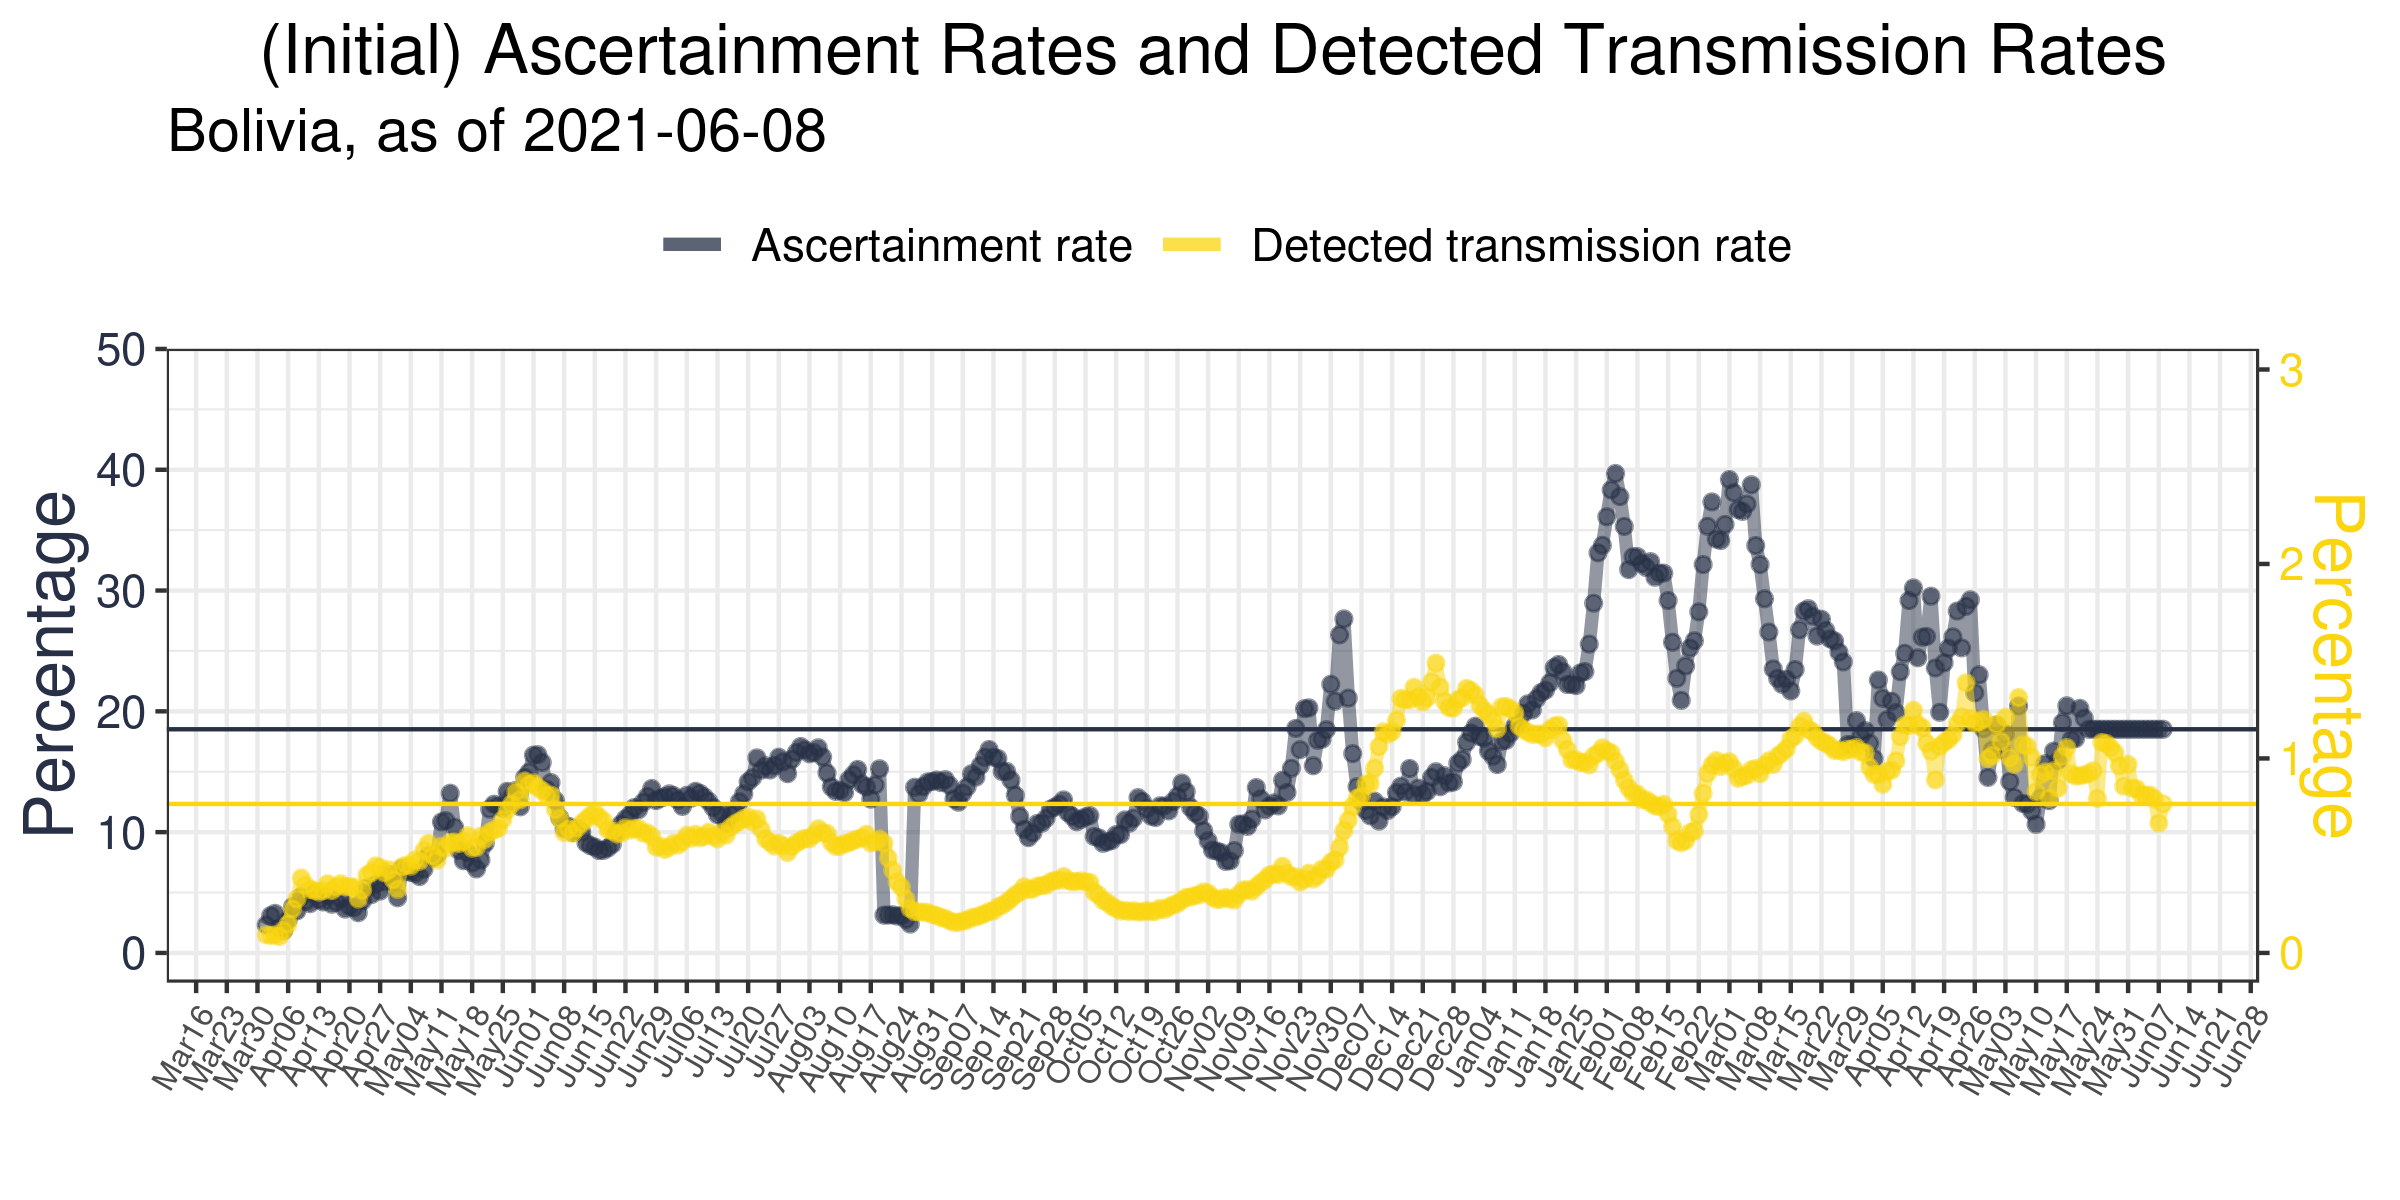 (Initial) Ascertainment Rates and Detected Transmission Rates
Bolivia, as of 2021-06-08
Ascertainment rate Detected transmission rate
Percentage
50
40
30
20
10
0
3
2
1
0
Percentage
Mar16 Mar23 Mar30 Apr06 Apr13 Apr20 Apr27 May04 May11 May18 May25 Jun01 Jun08 Jun15 Jun22 Jun29 Jul06 Jul13 Jul20 Jul27 Aug03 Aug10 Aug17 Aug24 Aug31 Sep07 Sep14 Sep21 Sep28 Oct05 Oct12 Oct19 Oct26 Nov02 Nov09 Nov16 Nov23 Nov30 Dec07 Dec14 Dec21 Dec28 Jan04 Jan11 Jan18 Jan25 Feb01 Feb08 Feb15 Feb22 Mar01 Mar08 Mar15 Mar22 Mar29 Apr05 Apr12 Apr19 Apr26 May03 May10 May17 May24 May31 Jun07 Jun14 Jun21 Jun28